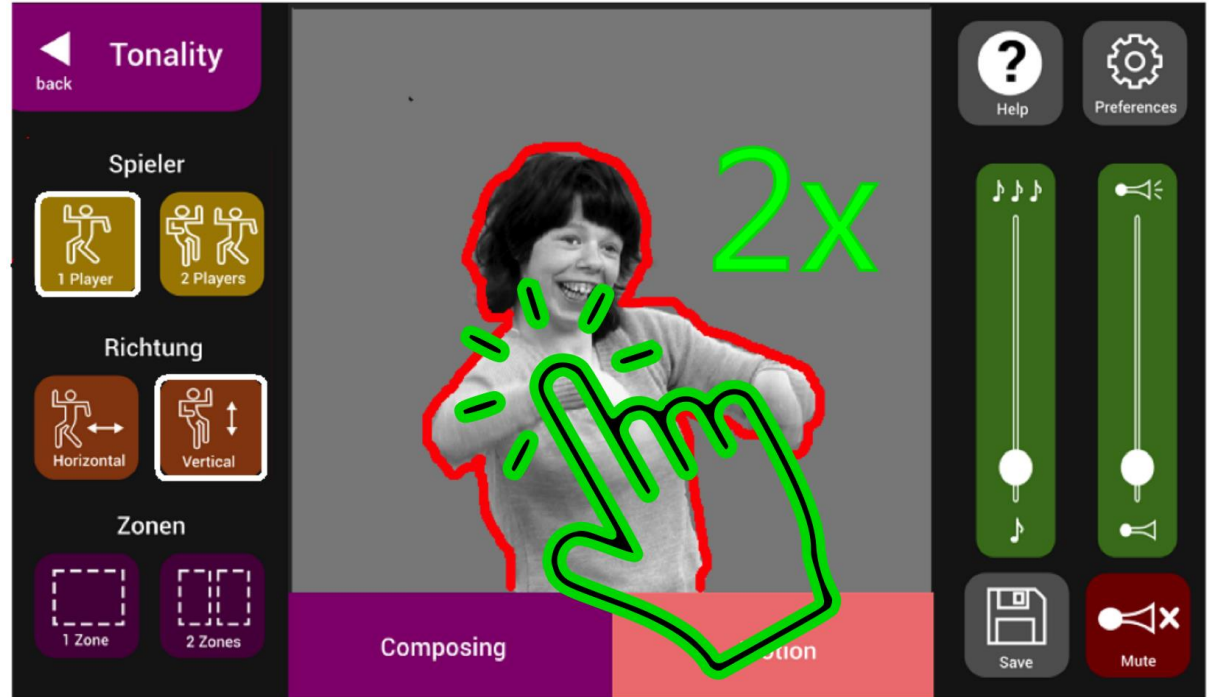 Tonality
back
Spieler
1 Player
2 Players
Richtung
Horizontal
Vertical
Zonen
1 Zone
2 Zones
2x
Composing
Help
Preferences
Save
Mute